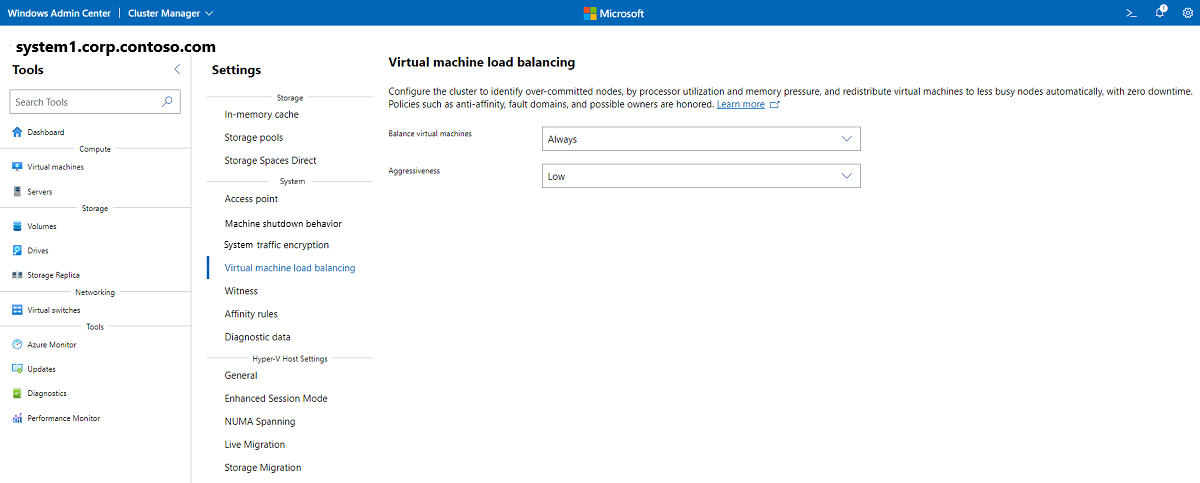 Windows Admin Center
Cluster Manager
Microsoft
1
system1.corp.contoso.com
Tools
Search Tools
Dashboard
Compute
Virtual machines
Servers
Storage
Volumes
Drives
Storage Replica
Networking
Virtual switches
Tools
Azure Monitor
Updates
Diagnostics
Performance Monitor
Settings
Storage
In-memory cache
Storage pools
Storage Spaces Direct
System
Access point
Machine shutdown behavior
System traffic encryption
Virtual machine load balancing
Witness
Affinity rules
Diagnostic data
Hyper-V Host Settings
General
Enhanced Session Mode
NUMA Spanning
Live Migration
Storage Migration
Virtual machine load balancing
Configure the cluster to identify over-committed nodes, by processor utilization and memory pressure, and redistribute virtual machines to less busy nodes automatically, with zero downtime.
Policies such as anti-affinity, fault domains, and possible owners are honored. Learn more
Balance virtual machines
Always
Aggressiveness
Low